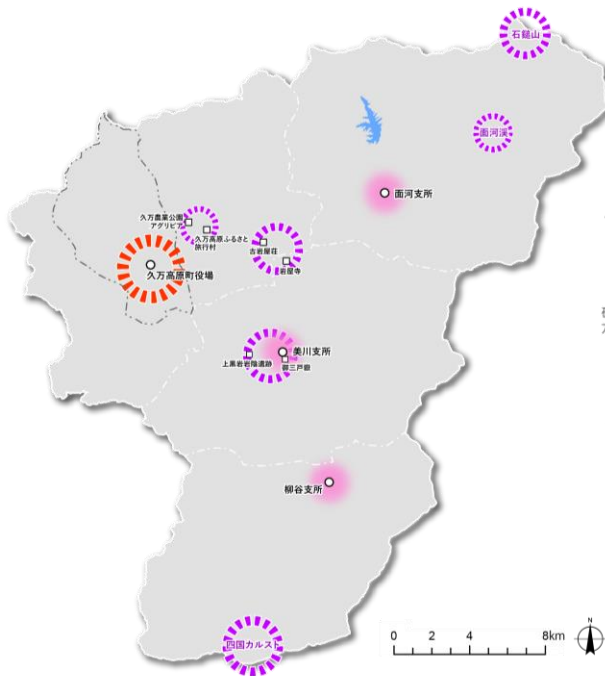 石鎚山
面河渓
面河支所
久万農業公園
アグリピア
久万高原ふるさと
旅行村
古岩屋荘
岩屋寺
久万高原町役場
美川支所
上黒岩岩陰遺跡
御三戸嶽
柳谷支所
四国カルスト
N
0 2 4 8km